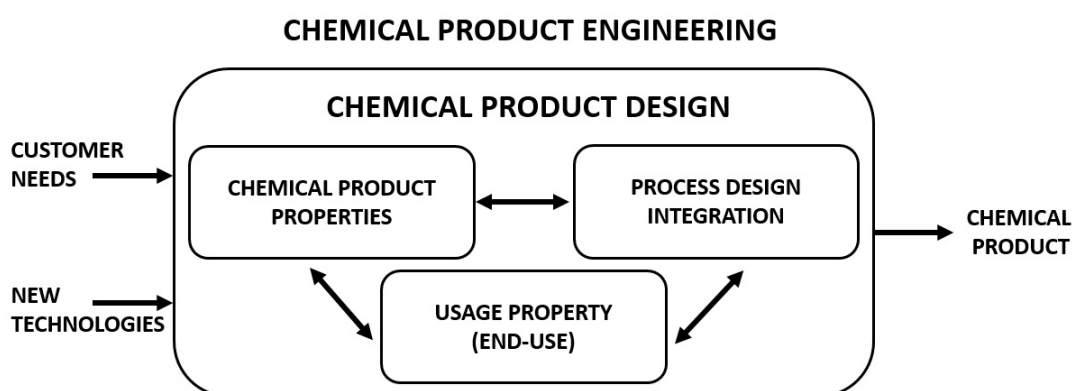 CHEMICAL PRODUCT ENGINEERING
CHEMICAL PRODUCT DESIGN
CUSTOMER
NEEDS
CHEMICAL PRODUCT
PROPERTIES
PROCESS DESIGN
INTEGRATION
CHEMICAL
PRODUCT
NEW
TECHNOLOGIES
USAGE PROPERTY
(END-USE)